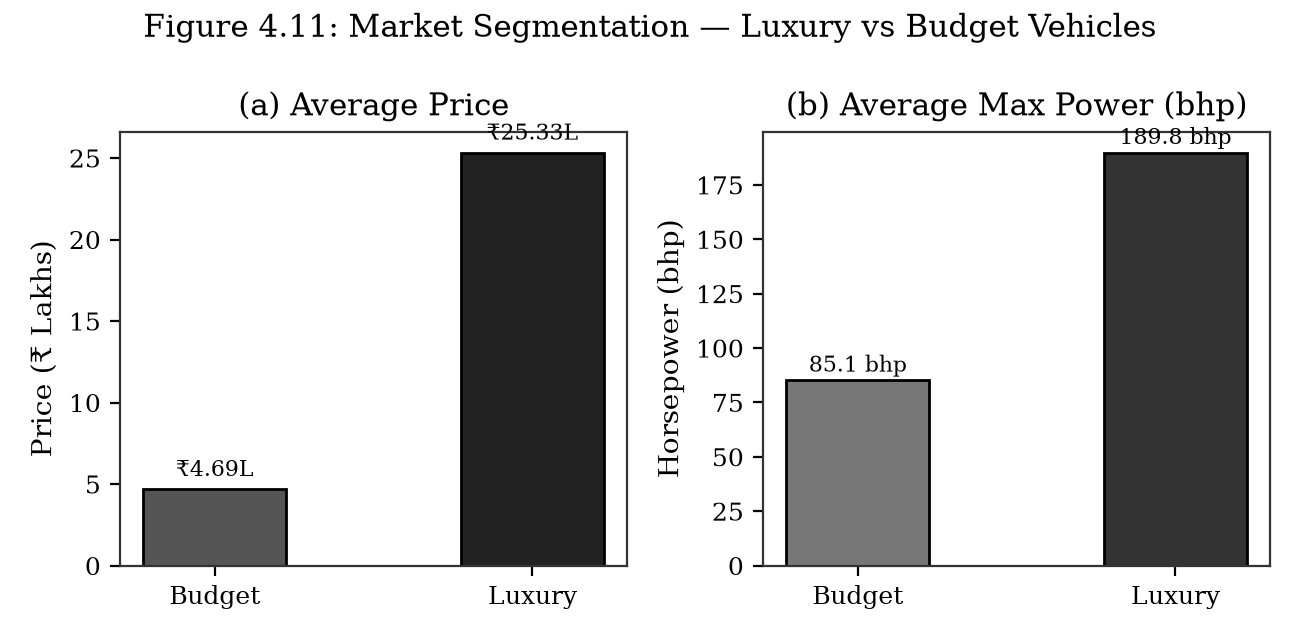 Figure 4.11: Market Segmentation — Luxury vs Budget Vehicles
(a) Average Price
Price (₹ Lakhs)
25
20
15
10
5
0
₹4.69L
₹25.33L
Budget
Luxury
(b) Average Max Power (bhp)
Horsepower (bhp)
175
150
125
100
75
50
25
0
85.1 bhp
189.8 bhp
Budget
Luxury